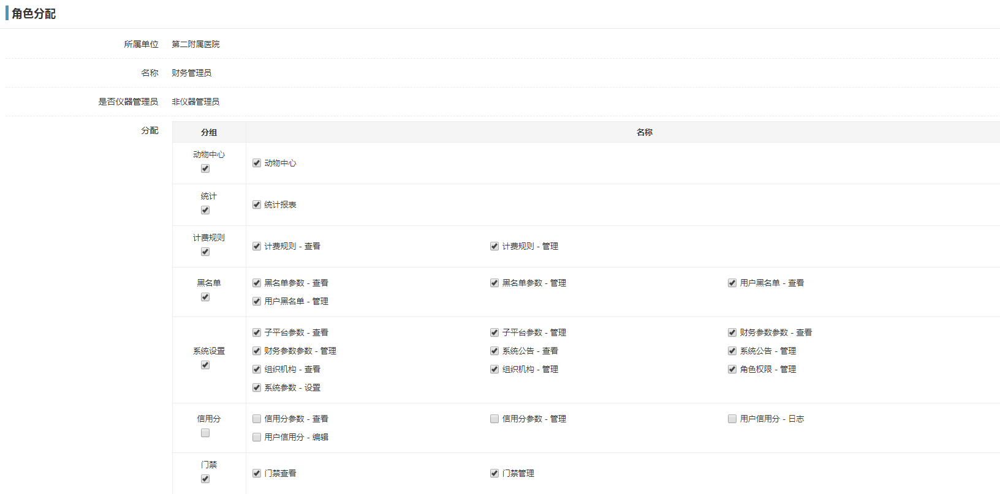 角色分配
所属单位 第二附属医院
名称 财务管理员
是否仪器管理员 非仪器管理员
分配 分组 名称
动物中心
动物中心
统计
统计报表
计费规则
计费规则 - 查看 计费规则 - 管理
黑名单
黑名单参数 - 查看 黑名单参数 - 管理 用户黑名单 - 查看
用户黑名单 - 管理
子平台参数 - 查看 子平台参数 - 管理 财务参数参数 - 查看
系统设置
财务参数参数 - 管理 系统公告 - 查看 系统公告 - 管理
组织机构 - 查看 组织机构 - 管理 角色权限 - 管理
系统参数 - 设置
信用分
信用分参数 - 查看 信用分参数 - 管理 用户信用分 - 日志
用户信用分 - 编辑
门禁
门禁查看 门禁管理